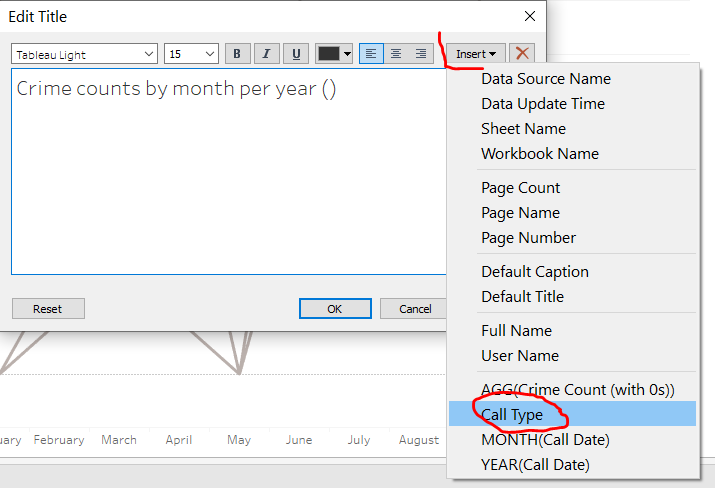 Edit Title
Tableau Light 15 B I U Insert
Crime counts by month per year ()
Reset OK Cancel
Data Source Name
Data Update Time
Sheet Name
Workbook Name
Page Count
Page Name
Page Number
Default Caption
Default Title
Full Name
User Name
AGG(Crime Count (with 0s))
Call Type
MONTH(Call Date)
YEAR(Call Date)
uary February March April May June July August